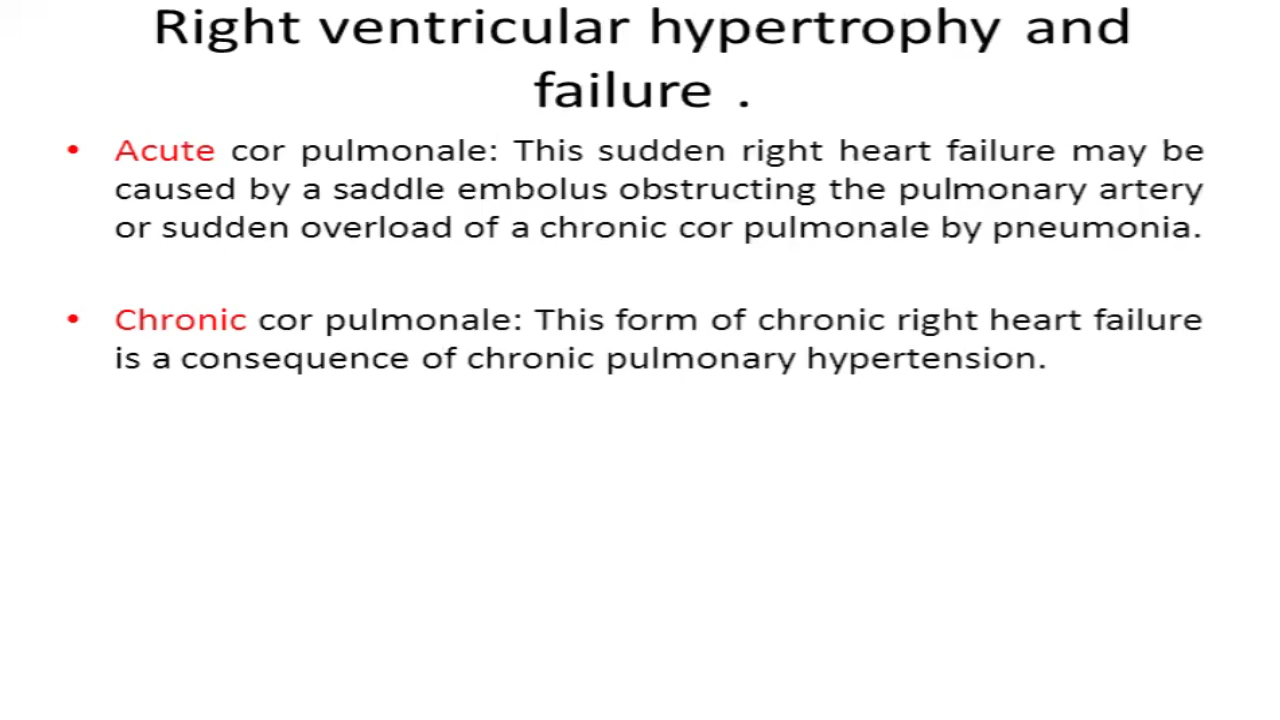 Right ventricular hypertrophy and
failure .
• Acute cor pulmonale: This sudden right heart failure may be
caused by a saddle embolus obstructing the pulmonary artery
or sudden overload of a chronic cor pulmonale by pneumonia.
• Chronic cor pulmonale: This form of chronic right heart failure
is a consequence of chronic pulmonary hypertension.